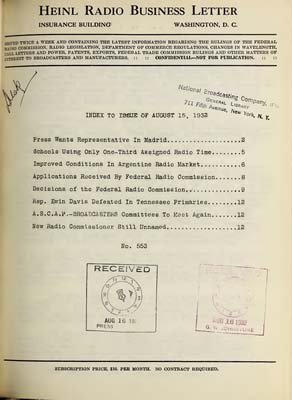 HEINL RADIO BUSINESS LETTER
INSURANCE BUILDING WASHINGTON, D. C.
ISSUED TWICE A WEEK AND CONTAINING THE LATEST INFORMATION REGARDING THE RULINGS OF THE FEDERAL
RADIO COMMISSION, RADIO LEGISLATION, DEPARTMENT OF COMMERCE REGULATIONS, CHANGES IN WAVELENGTH,
CALL LETTERS AND POWER, PATENTS, EXPORTS, FEDERAL TRADE COMMISSION RULINGS AND OTHER MATTERS OF
INTEREST TO BROADCASTERS AND MANUFACTURERS. :: :: CONFIDENTIAL—NOT FOR PUBLICATION. :: ::
National Broadcasting Company,
GENERAL LIBRARY
711 Fifth Avenue, New York, N. Y.
INDEX TO ISSUE OF AUGUST 15, 1932
Press Wants Representative In Madrid..................2
Schools Using Only One-Third Assigned Radio Time......5
Improved Conditions In Argentine Radio Market.........6
Applications Received By Federal Radio Commission.....8
Decisions of the Federal Radio Commission.............9
Rep. Ewin Davis Defeated In Tennessee Primaries......12
A.S.C.A.P.-BROADCASTERS Committees To Meet Again.....12
New Radio Commissioner Still Unnamed.................12
No. 553
RECEIVED
AUG 16
PRESS
AUG 16 1932
G. W. JOHNSTONE
SUBSCRIPTION PRICE, $10. PER MONTH. NO CONTRACT REQUIRED.